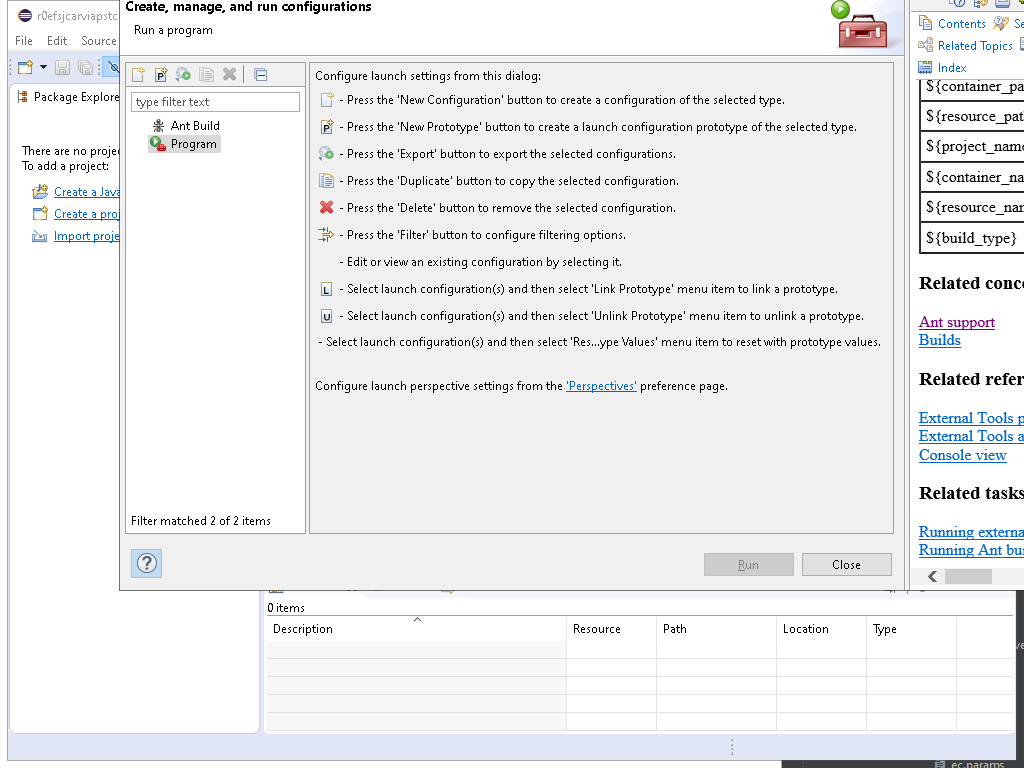 r0efsjcarviapstc
File Edit Source
Package Explore
There are no proje
To add a project:
Create a Java
Create a proj
Import proje
Create, manage, and run configurations
Run a program
type filter text
Ant Build
Program
Filter matched 2 of 2 items
Configure launch settings from this dialog:
- Press the 'New Configuration' button to create a configuration of the selected type.
- Press the 'New Prototype' button to create a launch configuration prototype of the selected type.
- Press the 'Export' button to export the selected configurations.
- Press the 'Duplicate' button to copy the selected configuration.
- Press the 'Delete' button to remove the selected configuration.
- Press the 'Filter' button to configure filtering options.
- Edit or view an existing configuration by selecting it.
- Select launch configuration(s) and then select 'Link Prototype' menu item to link a prototype.
- Select launch configuration(s) and then select 'Unlink Prototype' menu item to unlink a prototype.
- Select launch configuration(s) and then select 'Res...ype Values' menu item to reset with prototype values.
Configure launch perspective settings from the 'Perspectives' preference page.
Run Close
Contents Se
Related Topics
Index
${container_pa
${resource_pat
${project_name
${container_na
${resource_nam
${build_type}
Related conce
Ant support
Builds
Related refer
External Tools p
External Tools a
Console view
Related tasks
Running externa
Running Ant bui
0 items
Description Resource Path Location Type
ec.params